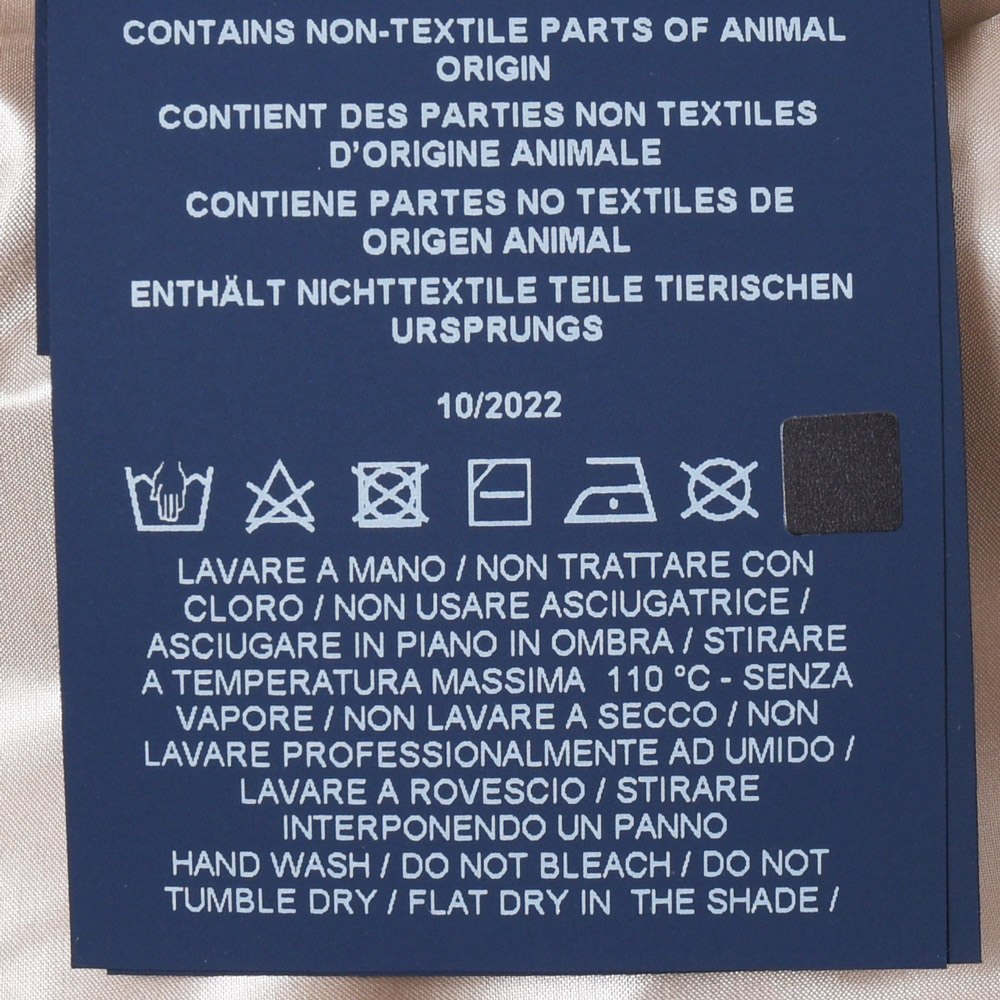 CONTAINS NON-TEXTILE PARTS OF ANIMAL
ORIGIN
CONTIENT DES PARTIES NON TEXTILES
D'ORIGINE ANIMALE
CONTIENE PARTES NO TEXTILES DE
ORIGEN ANIMAL
ENTHÄLT NICHTTEXTILE TEILE TIERISCHEN
URSPRUNGS
10/2022
LAVARE A MANO / NON TRATTARE CON
CLORO / NON USARE ASCIUGATRICE /
ASCIUGARE IN PIANO IN OMBRA / STIRARE
A TEMPERATURA MASSIMA 110 °C - SENZA
VAPORE / NON LAVARE A SECCO / NON
LAVARE PROFESSIONALMENTE AD UMIDO /
LAVARE A ROVESCIO / STIRARE
INTERPONENDO UN PANNO
HAND WASH / DO NOT BLEACH / DO NOT
TUMBLE DRY / FLAT DRY IN THE SHADE /